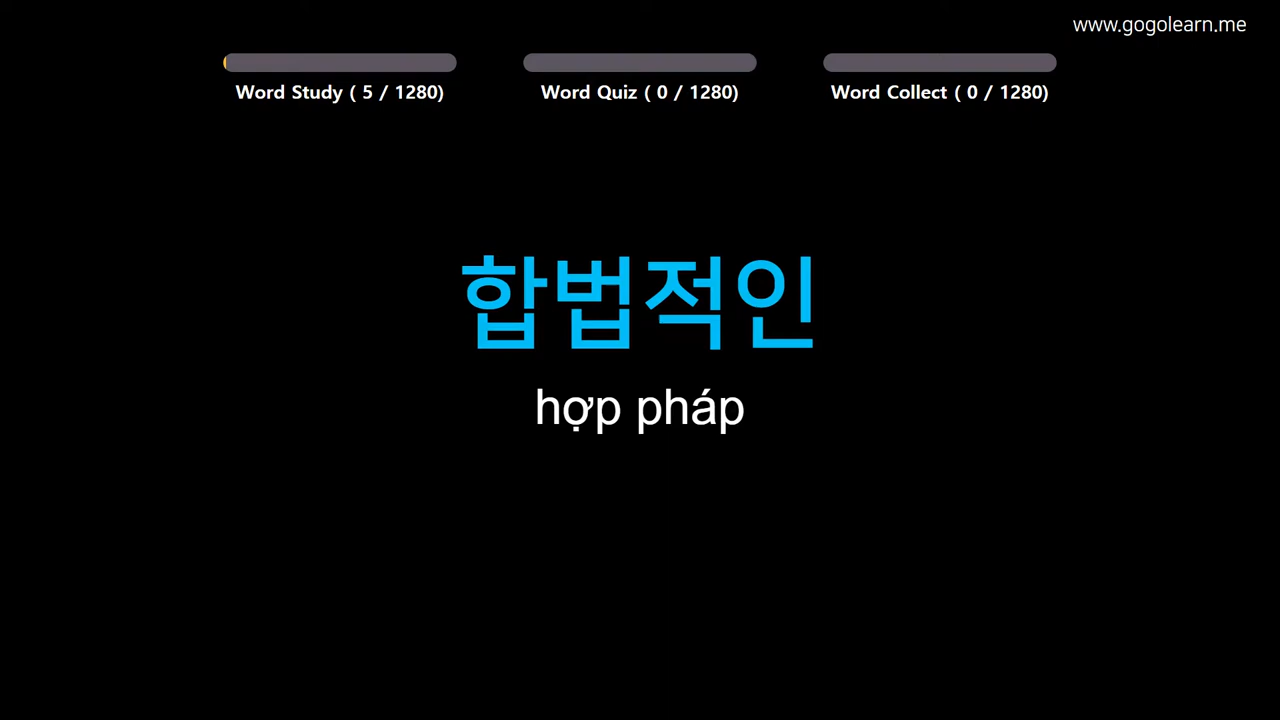 www.gogolearn.me
Word Study ( 5 / 1280)
Word Quiz ( 0 / 1280)
Word Collect ( 0 / 1280)
합법적인
hợp pháp